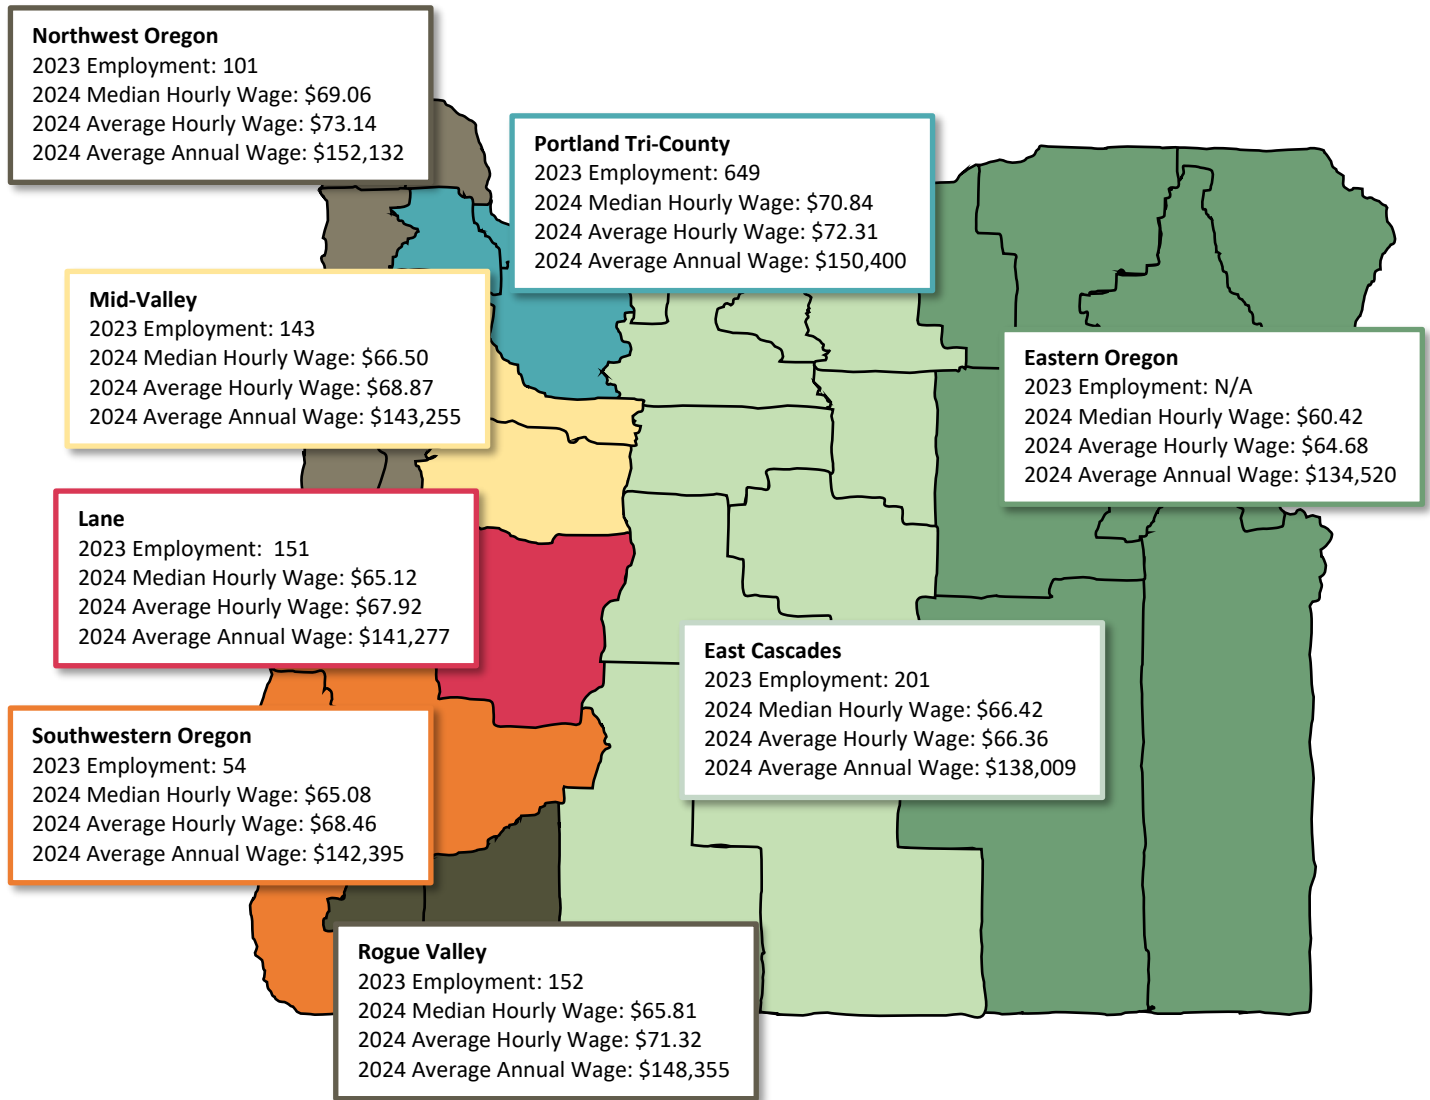 Northwest Oregon
2023 Employment: 101
2024 Median Hourly Wage: $69.06
2024 Average Hourly Wage: $73.14
2024 Average Annual Wage: $152,132
Portland Tri-County
2023 Employment: 649
2024 Median Hourly Wage: $70.84
2024 Average Hourly Wage: $72.31
2024 Average Annual Wage: $150,400
Mid-Valley
2023 Employment: 143
2024 Median Hourly Wage: $66.50
2024 Average Hourly Wage: $68.87
2024 Average Annual Wage: $143,255
Eastern Oregon
2023 Employment: N/A
2024 Median Hourly Wage: $60.42
2024 Average Hourly Wage: $64.68
2024 Average Annual Wage: $134,520
Lane
2023 Employment:  151
2024 Median Hourly Wage: $65.12
2024 Average Hourly Wage: $67.92
2024 Average Annual Wage: $141,277
East Cascades
2023 Employment: 201
2024 Median Hourly Wage: $66.42
2024 Average Hourly Wage: $66.36
2024 Average Annual Wage: $138,009
Southwestern Oregon
2023 Employment: 54
2024 Median Hourly Wage: $65.08
2024 Average Hourly Wage: $68.46
2024 Average Annual Wage: $142,395
Rogue Valley
2023 Employment: 152
2024 Median Hourly Wage: $65.81
2024 Average Hourly Wage: $71.32
2024 Average Annual Wage: $148,355